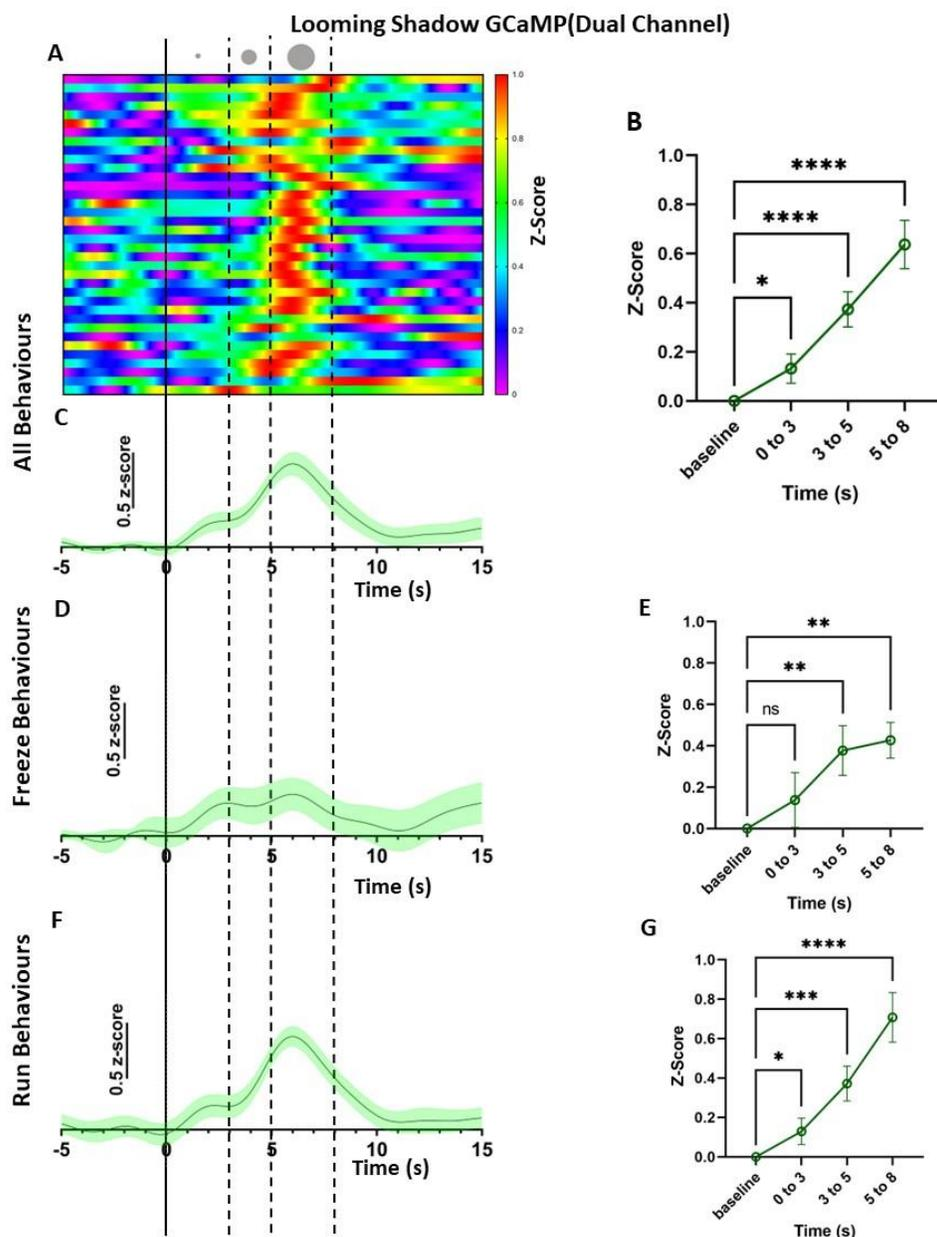 Looming Shadow GCaMP(Dual Channel)
A
1.0
0.8
0.6
0.4
0.2
0
Z-Score
B
1.0
0.8
0.6
0.4
0.2
0.0
Z-Score
****
****
*
baseline
0 to 3
3 to 5
5 to 8
Time (s)
All Behaviours
C
0.5 z-score
-5 0 5 10 15
Time (s)
Freeze Behaviours
D
0.5 z-score
-5 0 5 10 15
Time (s)
E
1.0
0.8
0.6
0.4
0.2
0.0
Z-Score
**
**
ns
baseline
0 to 3
3 to 5
5 to 8
Time (s)
Run Behaviours
F
0.5 z-score
-5 0 5 10 15
Time (s)
G
1.0
0.8
0.6
0.4
0.2
0.0
Z-Score
****
***
*
baseline
0 to 3
3 to 5
5 to 8
Time (s)